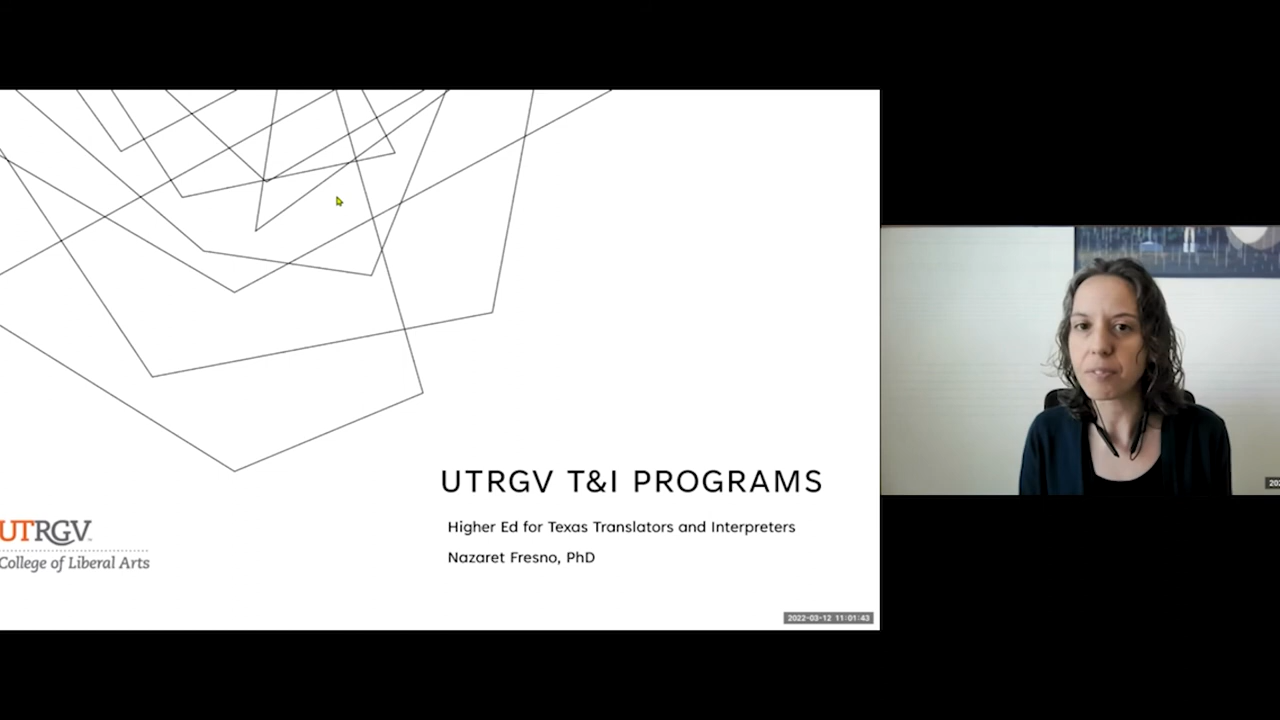 UTRGV T&I PROGRAMS
Higher Ed for Texas Translators and Interpreters
Nazaret Fresno, PhD
UTRGV
College of Liberal Arts
2022-03-12 11:01:43
202